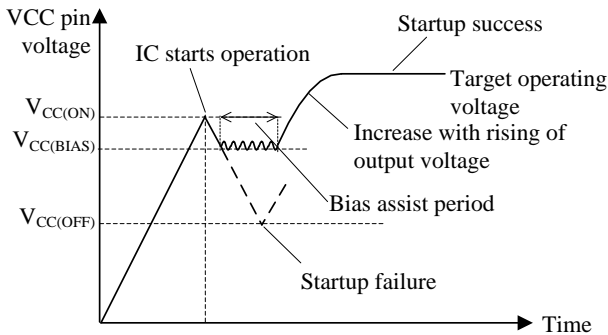 VCC pin
voltage
Startup success
IC starts operation
Target operating
voltage
VCC(ON)
Increase with rising of
output voltage
VCC(BIAS)
Bias assist period
VCC(OFF)
Startup failure
Time